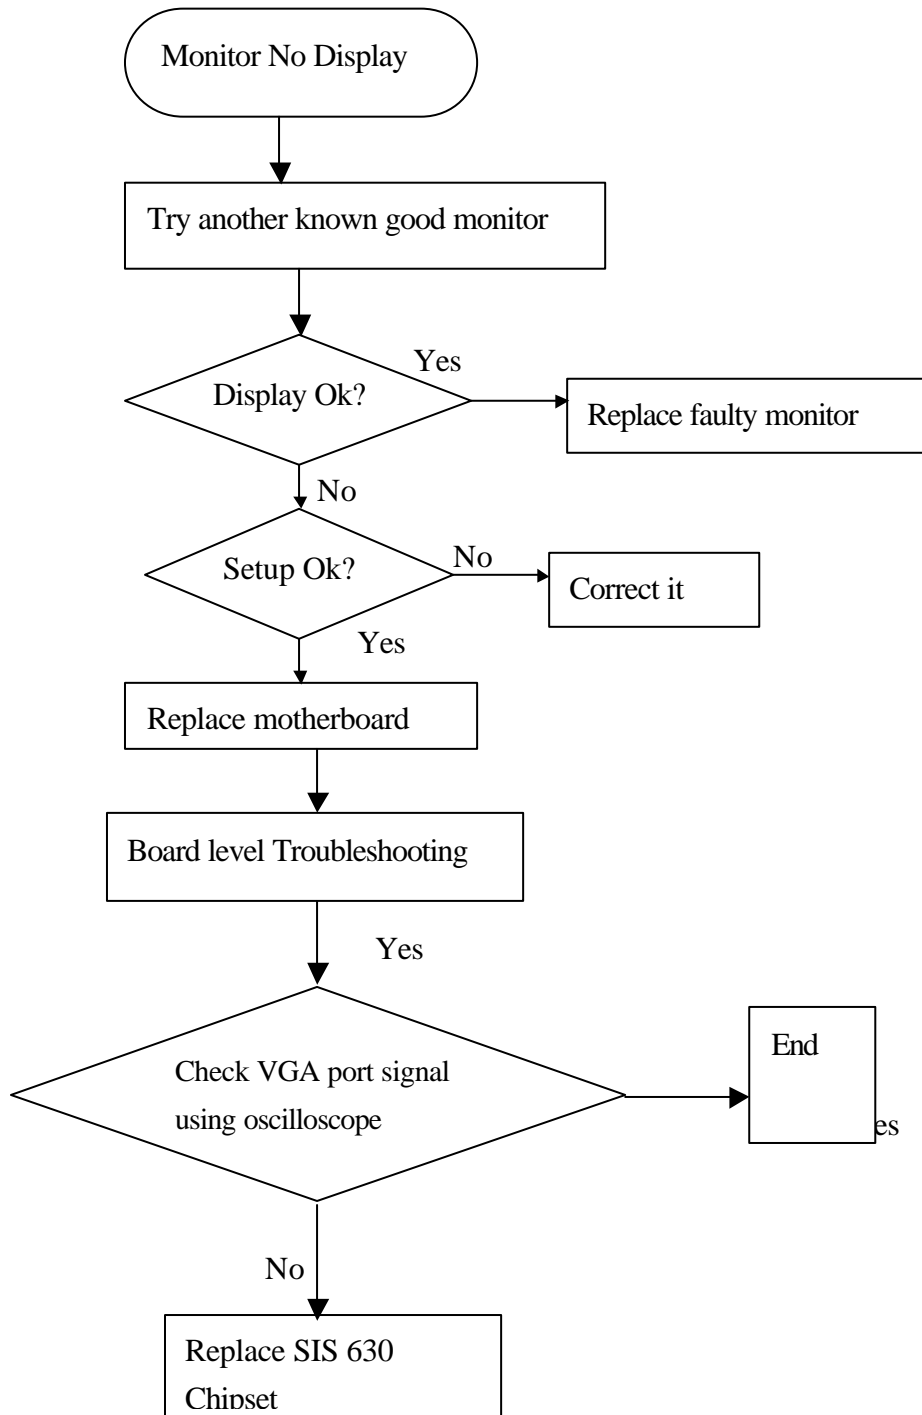 Monitor No Display
Try another known good monitor
Yes
Display Ok?
Replace faulty monitor
No
Setup Ok?
No
Correct it
Yes
Replace motherboard
Board level Troubleshooting
Yes
Check VGA port signal
using oscilloscope
End
es
No
Replace SIS 630
Chipset